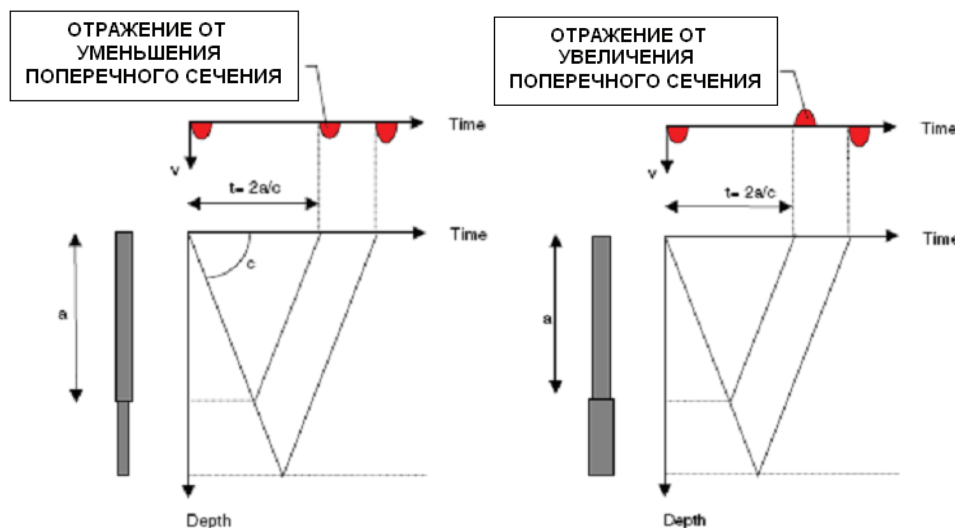 ОТРАЖЕНИЕ ОТ
УМЕНЬШЕНИЯ
ПОПЕРЕЧНОГО СЕЧЕНИЯ
Time
v
t= 2a/c
Time
c
a
Depth
ОТРАЖЕНИЕ ОТ
УВЕЛИЧЕНИЯ
ПОПЕРЕЧНОГО СЕЧЕНИЯ
Time
v
t= 2a/c
Time
a
Depth